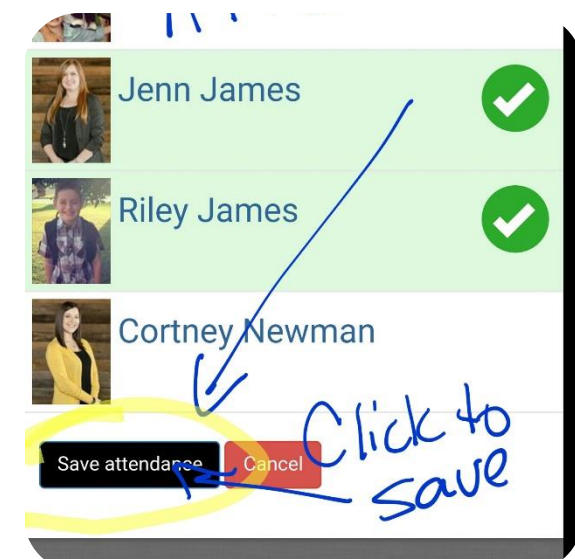 Jenn James
Riley James
Cortney Newman
Click to
save
Save attendance Cancel